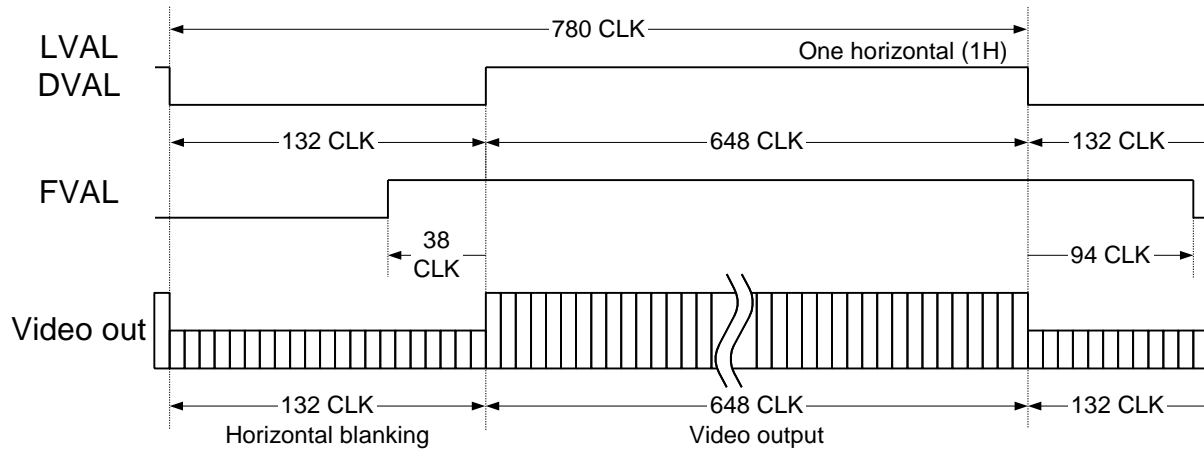 780 CLK
LVAL
One horizontal (1H)
DVAL
132 CLK
648 CLK
132 CLK
FVAL
38
CLK
94 CLK
Video out
132 CLK
648 CLK
132 CLK
Horizontal blanking
Video output